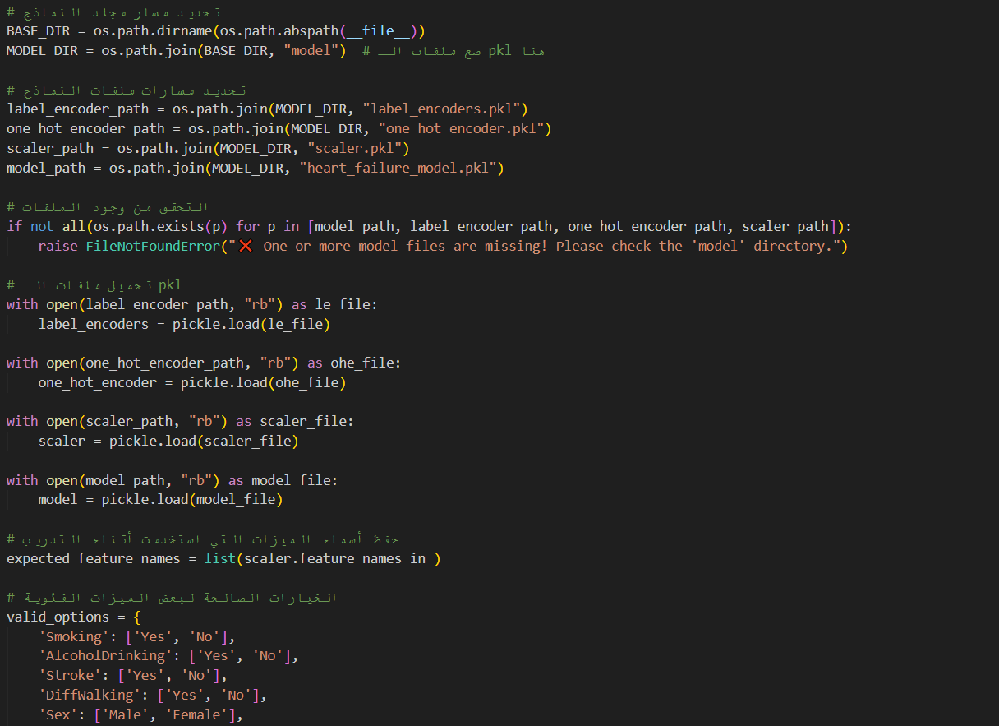 # تحديد مسار مجلد النماذج
BASE_DIR = os.path.dirname(os.path.abspath(__file__))
MODEL_DIR = os.path.join(BASE_DIR, "model")  # ضع ملفات الـ pkl هنا

# تحديد مسارات ملفات النماذج
label_encoder_path = os.path.join(MODEL_DIR, "label_encoders.pkl")
one_hot_encoder_path = os.path.join(MODEL_DIR, "one_hot_encoder.pkl")
scaler_path = os.path.join(MODEL_DIR, "scaler.pkl")
model_path = os.path.join(MODEL_DIR, "heart_failure_model.pkl")

# التحقق من وجود الملفات
if not all(os.path.exists(p) for p in [model_path, label_encoder_path, one_hot_encoder_path, scaler_path]):
    raise FileNotFoundError("❌ One or more model files are missing! Please check the 'model' directory.")

# تحميل ملفات الـ pkl
with open(label_encoder_path, "rb") as le_file:
    label_encoders = pickle.load(le_file)

with open(one_hot_encoder_path, "rb") as ohe_file:
    one_hot_encoder = pickle.load(ohe_file)

with open(scaler_path, "rb") as scaler_file:
    scaler = pickle.load(scaler_file)

with open(model_path, "rb") as model_file:
    model = pickle.load(model_file)

# حفظ أسماء الميزات التي استخدمت أثناء التدريب
expected_feature_names = list(scaler.feature_names_in_)

# الخيارات الصالحة لبعض الميزات الفئوية
valid_options = {
    'Smoking': ['Yes', 'No'],
    'AlcoholDrinking': ['Yes', 'No'],
    'Stroke': ['Yes', 'No'],
    'DiffWalking': ['Yes', 'No'],
    'Sex': ['Male', 'Female'],